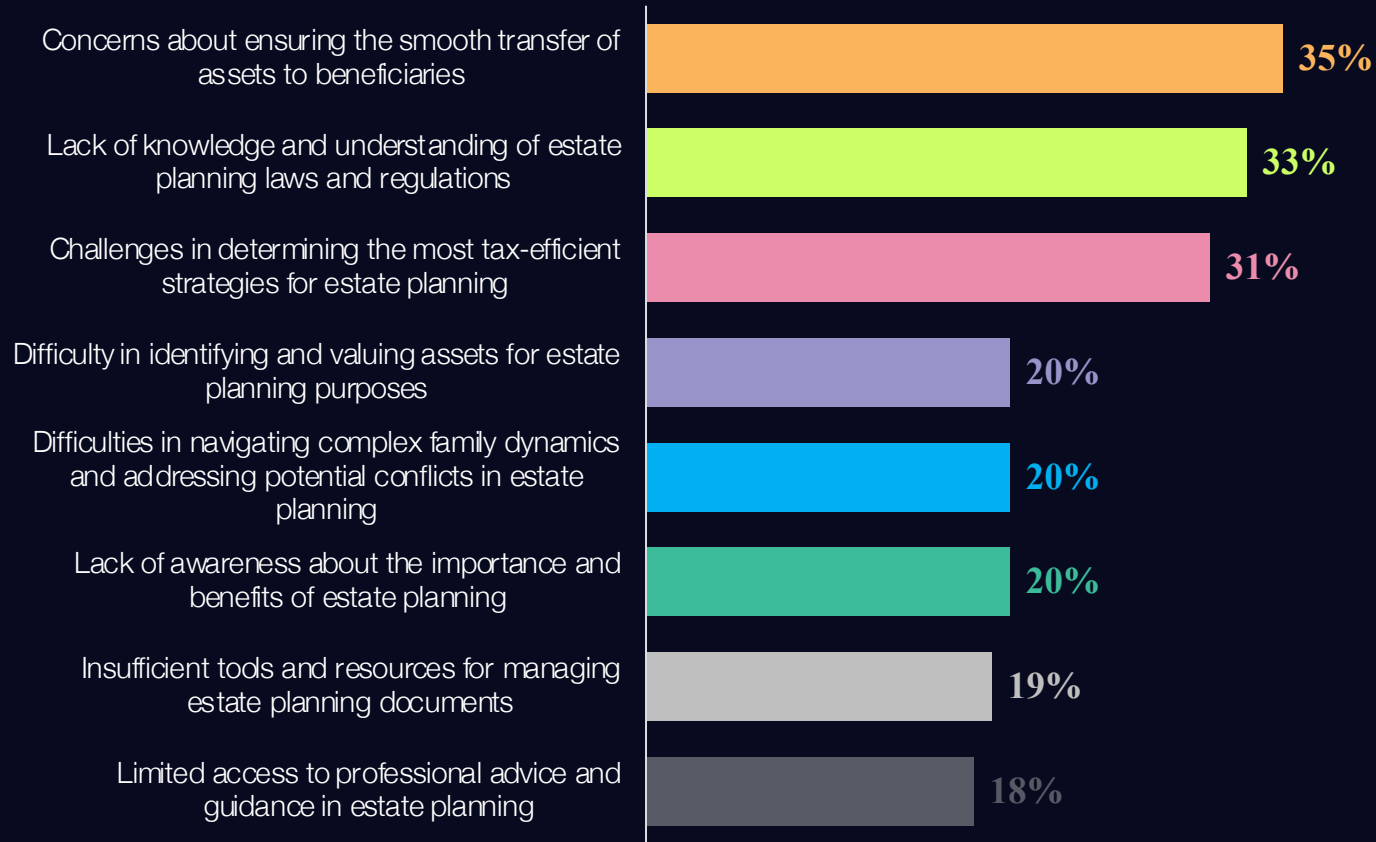 Concerns about ensuring the smooth transfer of
assets to beneficiaries
35%
Lack of knowledge and understanding of estate
planning laws and regulations
33%
Challenges in determining the most tax-efficient
strategies for estate planning
31%
Difficulty in identifying and valuing assets for estate
planning purposes
20%
Difficulties in navigating complex family dynamics
and addressing potential conflicts in estate
planning
20%
Lack of awareness about the importance and
benefits of estate planning
20%
Insufficient tools and resources for managing
estate planning documents
19%
Limited access to professional advice and
guidance in estate planning
18%